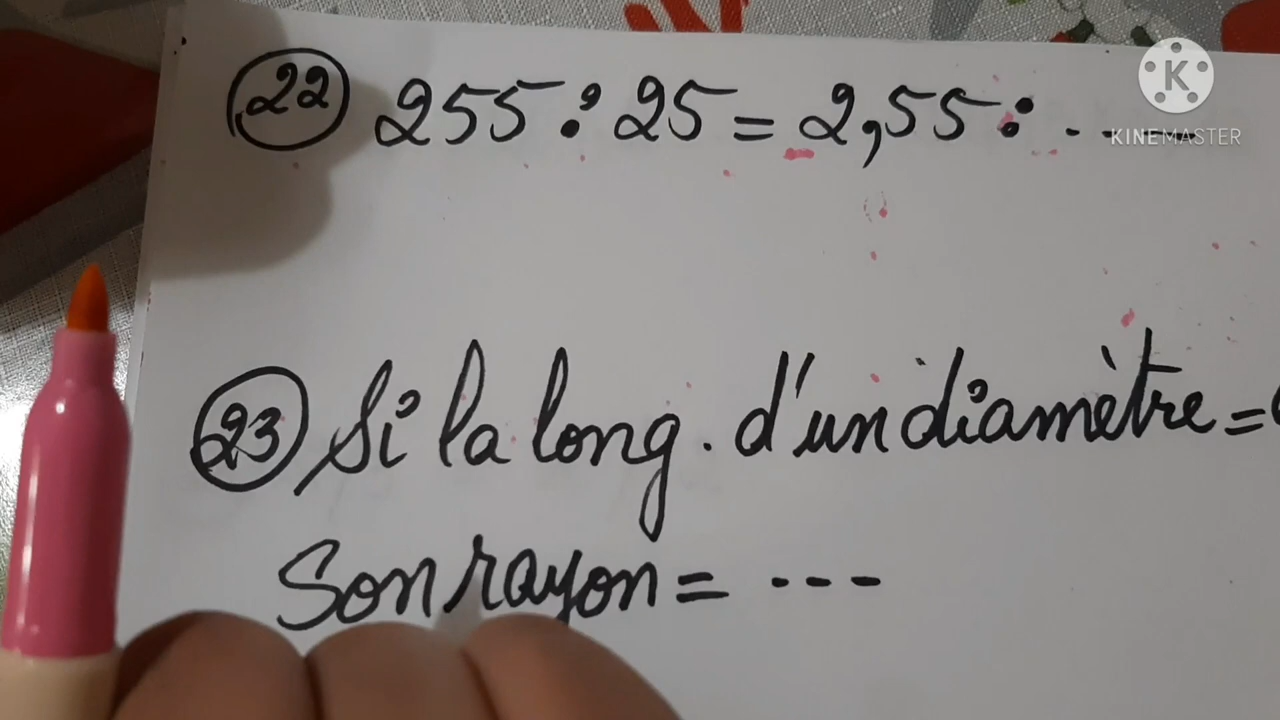 K
KINEMASTER
22 255 : 25 = 2,55 : ...
23 Si la long. d'un diamètre =
Son rayon = ---